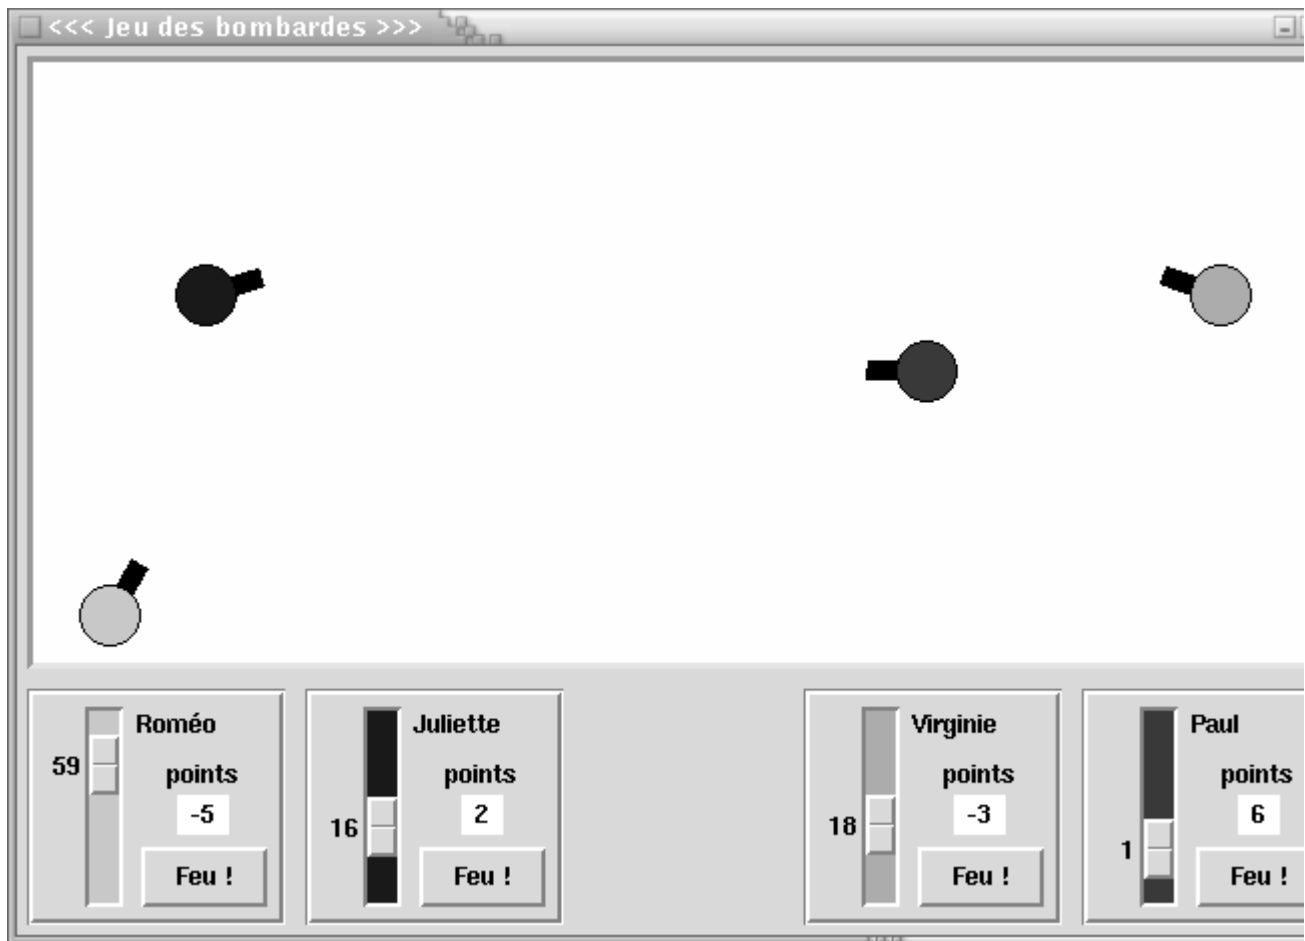 <<< Jeu des bombardes >>>
Roméo
59
points
-5
Feu !
Juliette
16
points
2
Feu !
Virginie
18
points
-3
Feu !
Paul
1
points
6
Feu !